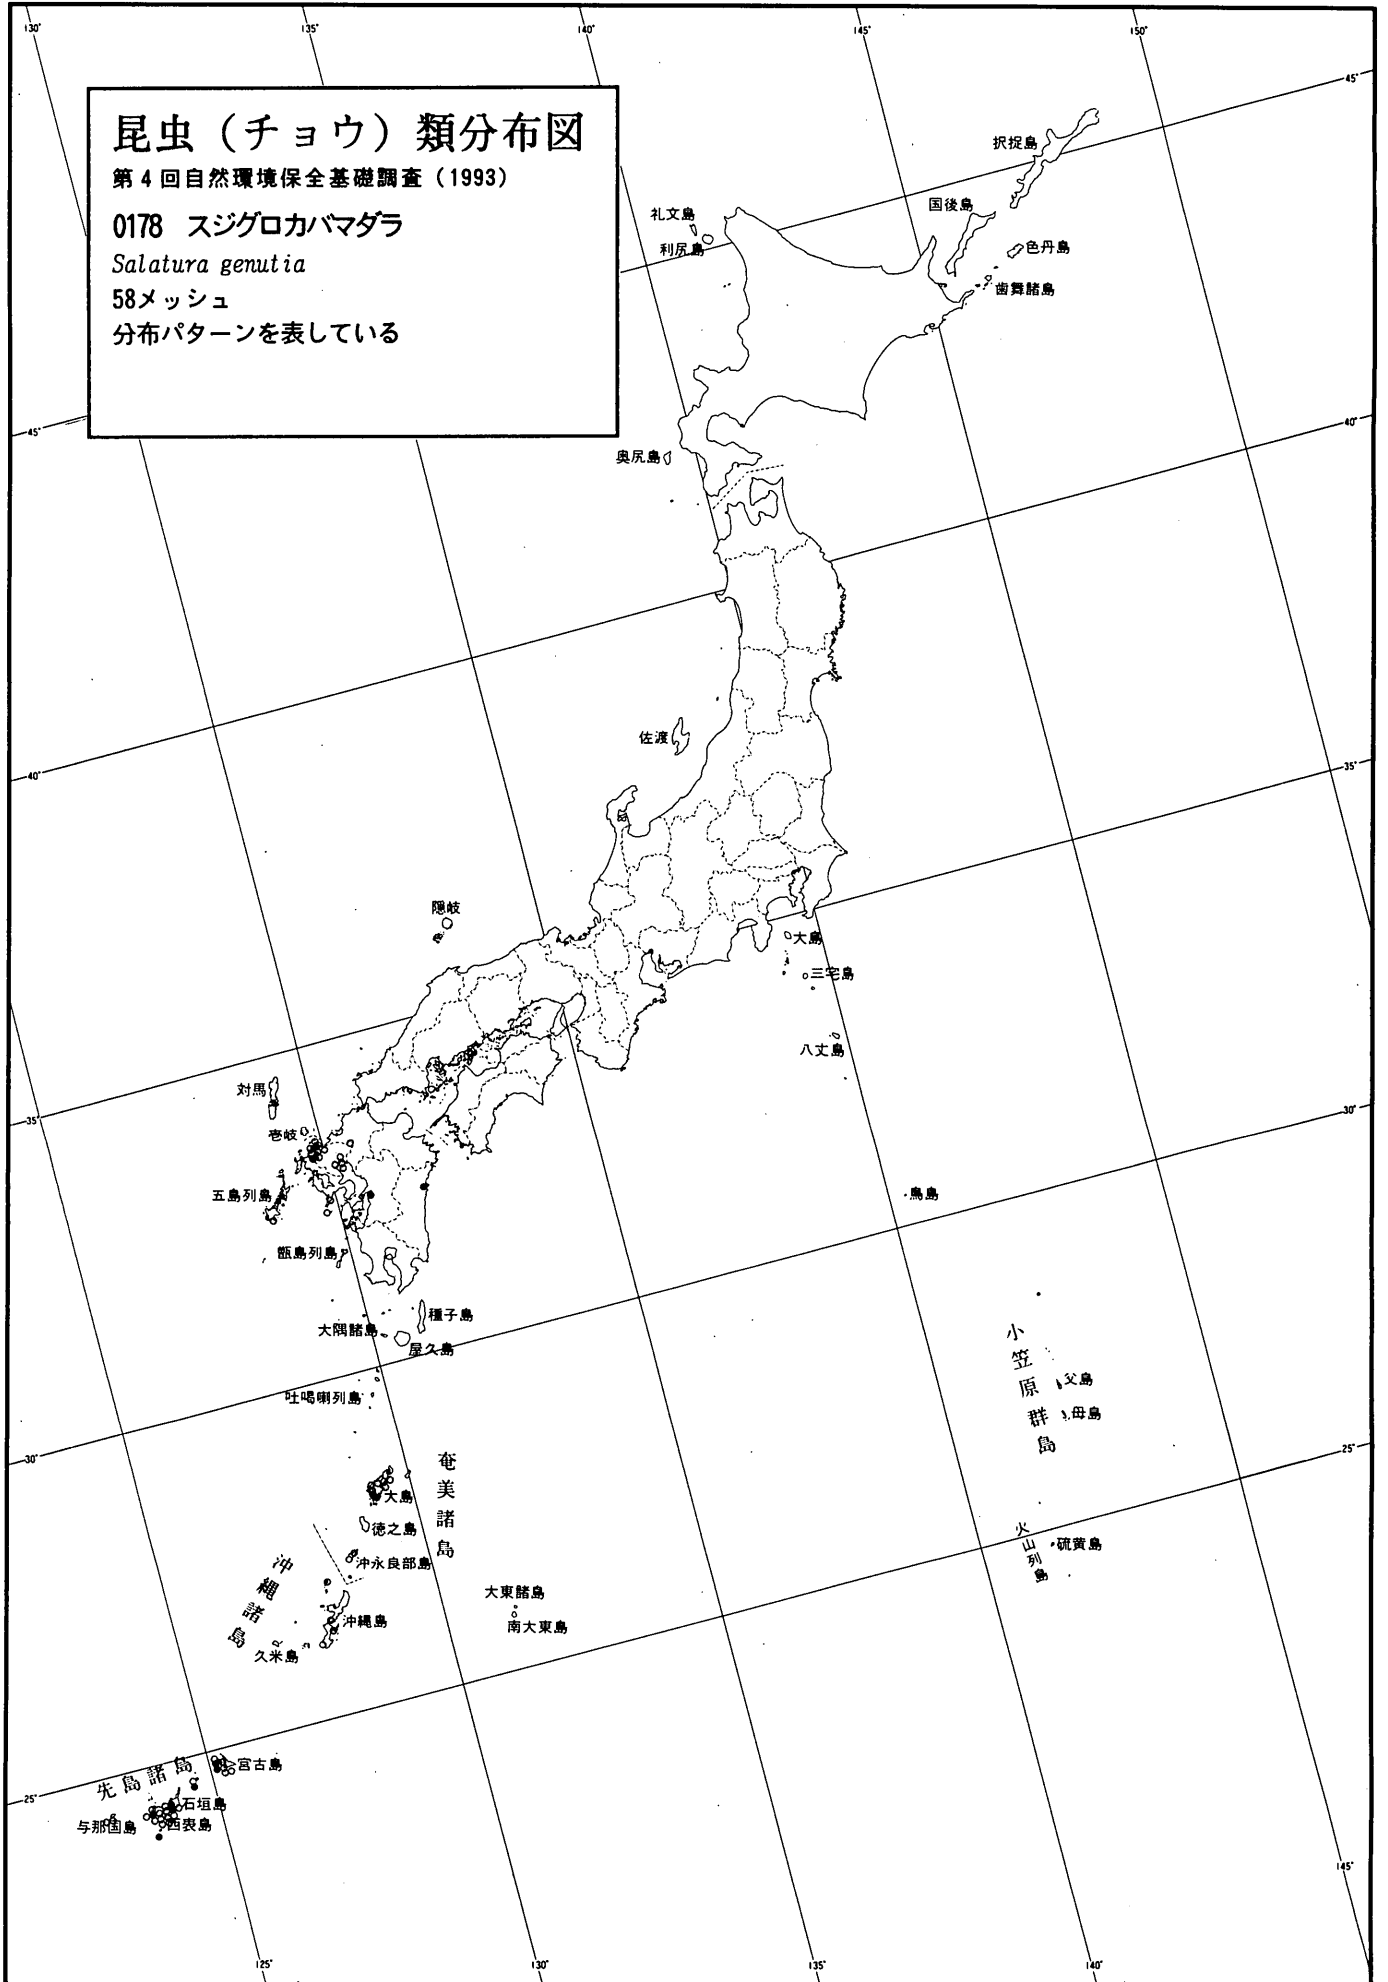 130°
135°
140°
145°
150°
昆虫（チョウ）類分布図
第4回自然環境保全基礎調査（1993）
0178 スジグロカバマダラ
Salatura genutia
58メッシュ
分布パターンを表している
45°
択捉島
国後島
礼文島
利尻島
色丹島
歯舞諸島
45°
40°
奥尻島
佐渡
40°
35°
隠岐
大島
三宅島
八丈島
対馬
壱岐
35°
30°
五島列島
鳥島
甑島列島
種子島
大隅諸島
屋久島
吐喝喇列島
小笠原群島
父島
母島
30°
25°
奄美諸島
大島
徳之島
沖永良部島
火山列島
硫黄島
沖縄諸島
沖縄島
久米島
大東諸島
南大東島
先島諸島
宮古島
石垣島
西表島
与那国島
25°
145°
125°
130°
135°
140°